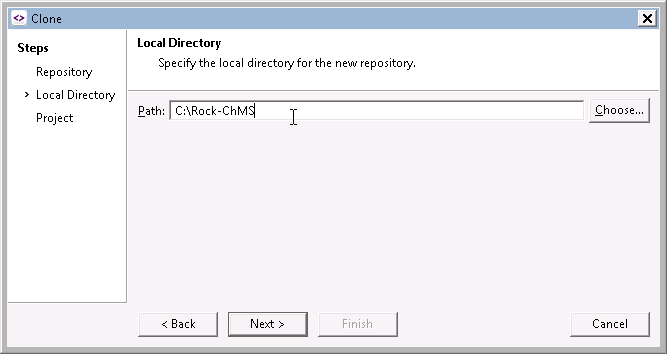 Clone
Steps
Repository
> Local Directory
Project
Local Directory
Specify the local directory for the new repository.
Path: C:\Rock-ChMS
Choose...
< Back
Next >
Finish
Cancel